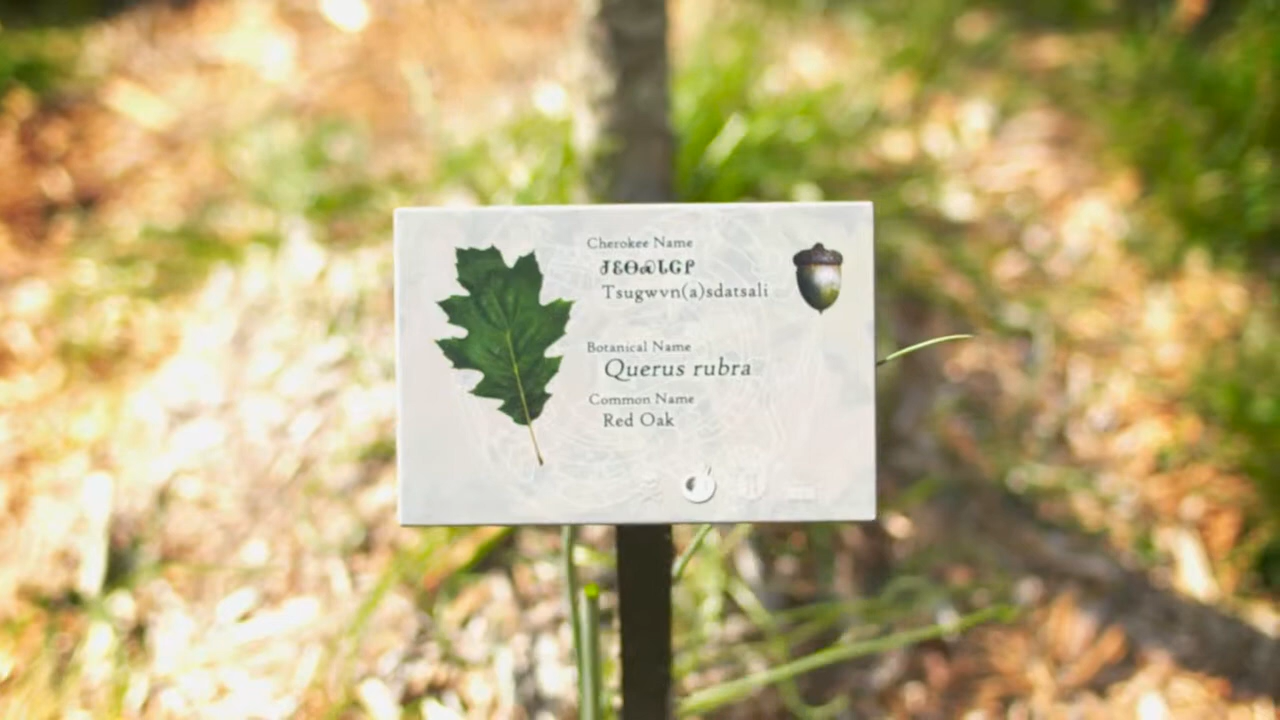 Cherokee Name
ᏧᎬᎾᏍᏓᏣᎵ
Tsugwvn(a)sdatsali
Botanical Name
Querus rubra
Common Name
Red Oak